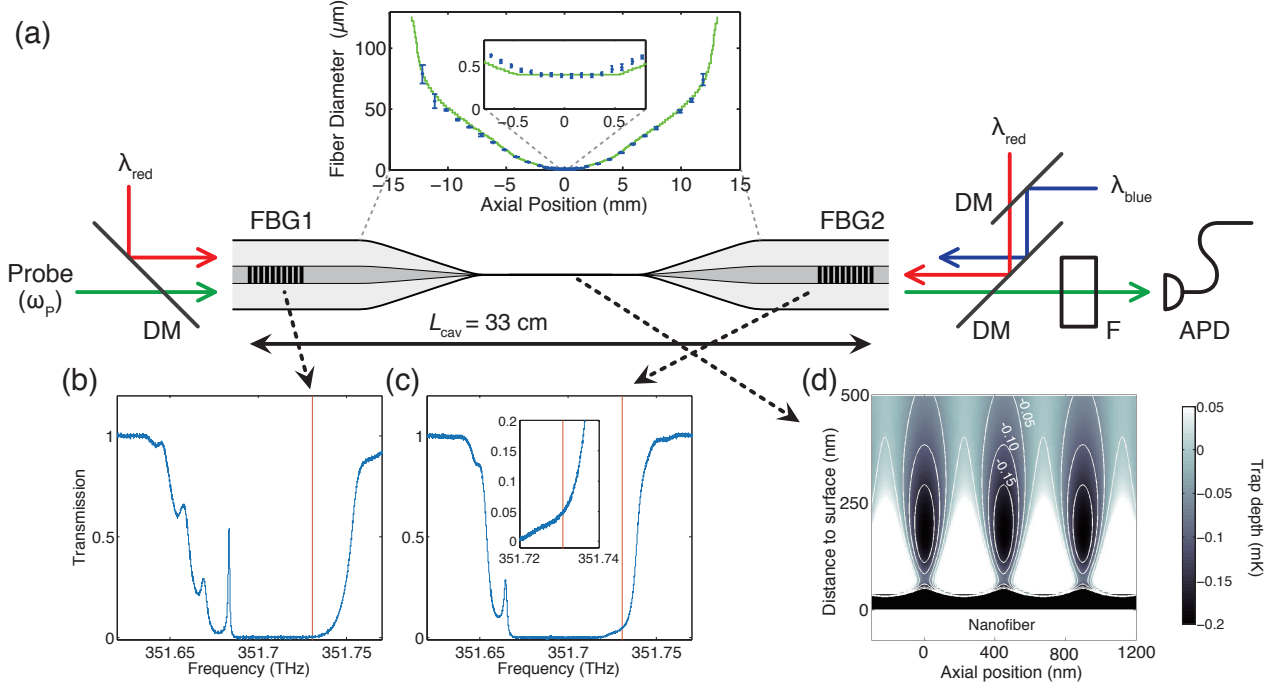 (a)
Fiber Diameter (μm)
100
50
0
0.5
0
−0.5
0
0.5
−15
−10
−5
0
5
10
15
Axial Position (mm)
λred
λred
DM
λblue
FBG1
FBG2
Probe
(ωP)
DM
Lcav = 33 cm
DM
F
APD
(b)
Transmission
1
0.5
0
351.65
351.7
351.75
Frequency (THz)
(c)
1
0.5
0
0.2
0.15
0.1
0.05
0
351.72
351.74
351.65
351.7
351.75
Frequency (THz)
(d)
Distance to surface (nm)
500
250
0
-0.05
-0.10
-0.15
Nanofiber
0
400
800
1200
Axial position (nm)
0.05
0
−0.05
−0.1
−0.15
−0.2
Trap depth (mK)